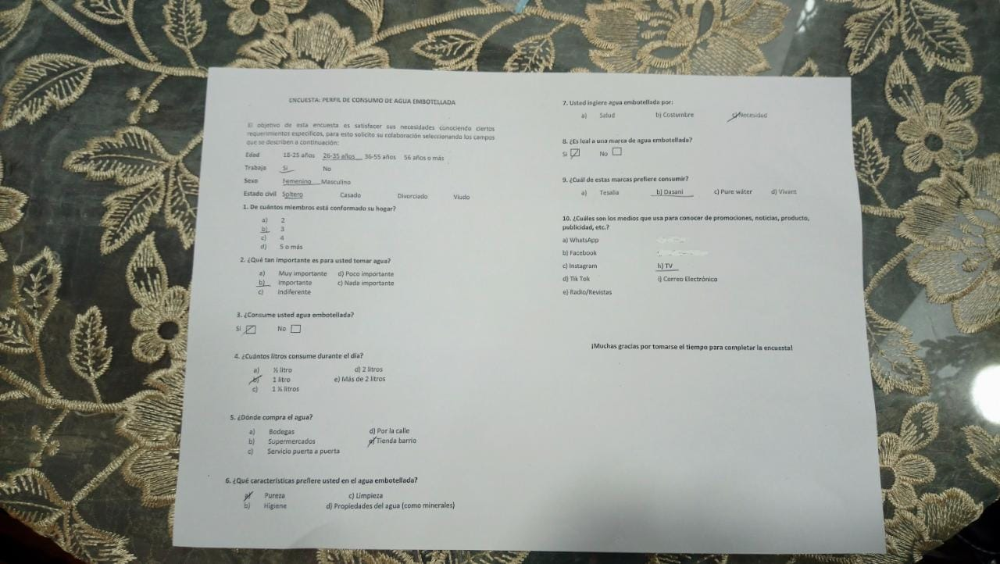 ENCUESTA: PERFIL DE CONSUMO DE AGUA EMBOTELLADA
El objetivo de esta encuesta es satisfacer sus necesidades conociendo ciertos
requerimientos específicos, para esto solicito su colaboración seleccionando los campos
que se describen a continuación:
Edad 18-25 años 26-35 años 36-55 años 56 años o más
Trabaja Si No
Sexo Femenino Masculino
Estado civil Soltero Casado Divorciado Viudo
1. De cuántos miembros está conformado su hogar?
a) 2
b) 3
c) 4
d) 5 o más
2. ¿Qué tan importante es para usted tomar agua?
a) Muy importante d) Poco importante
b) Importante c) Nada importante
c) Indiferente
3. ¿Consume usted agua embotellada?
Si No
4. ¿Cuántos litros consume durante el día?
a) ½ litro d) 2 litros
b) 1 litro e) Más de 2 litros
c) 1 ½ litros
5. ¿Dónde compra el agua?
a) Bodegas d) Por la calle
b) Supermercados e) Tienda barrio
c) Servicio puerta a puerta
6. ¿Qué características prefiere usted en el agua embotellada?
a) Pureza c) Limpieza
b) Higiene d) Propiedades del agua (como minerales)
7. Usted ingiere agua embotellada por:
a) Salud b) Costumbre c) Necesidad
8. ¿Es leal a una marca de agua embotellada?
Si No
9. ¿Cuál de estas marcas prefiere consumir?
a) Tesalia b) Dasani c) Pure wáter d) Vivant
10. ¿Cuáles son los medios que usa para conocer de promociones, noticias, producto,
publicidad, etc.?
a) WhatsApp
b) Facebook
c) Instagram h) TV
d) Tik Tok i) Correo Electrónico
e) Radio/Revistas
¡Muchas gracias por tomarse el tiempo para completar la encuesta!